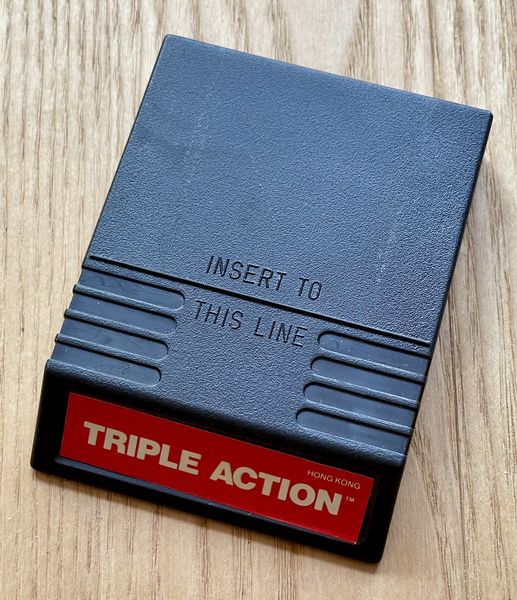 INSERT TO
THIS LINE
HONG KONG
TRIPLE ACTION™